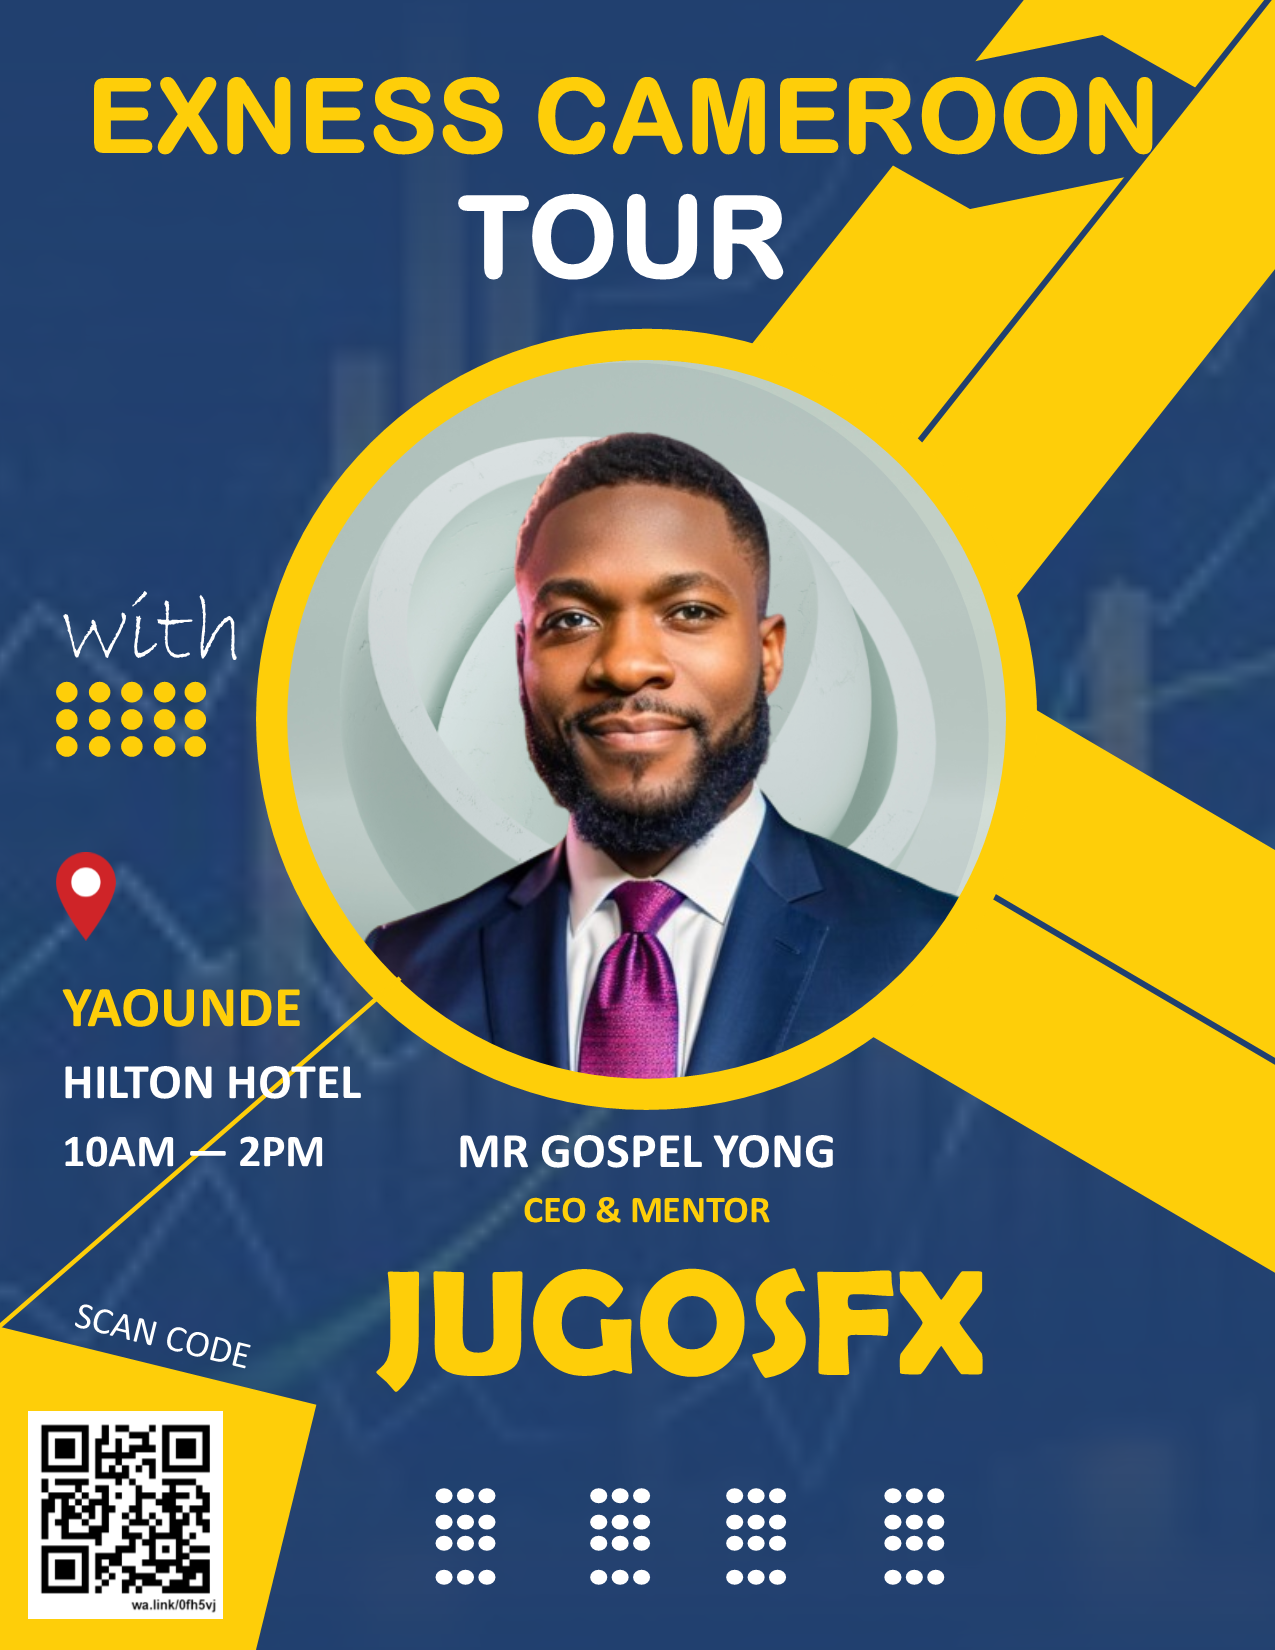 EXNESS CAMEROON
TOUR
with
YAOUNDE
HILTON HOTEL
10AM — 2PM
MR GOSPEL YONG
CEO & MENTOR
JUGOSFX
SCAN CODE
wa.link/0fh5vj